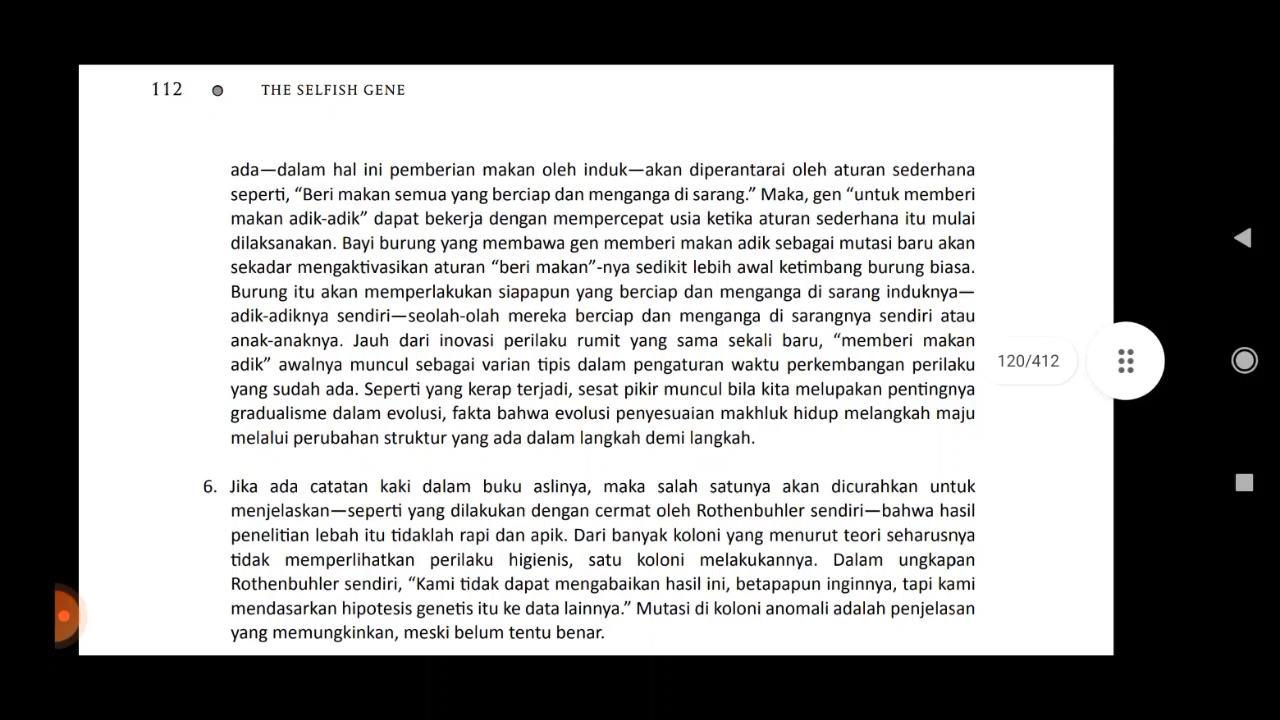 112 THE SELFISH GENE
ada—dalam hal ini pemberian makan oleh induk—akan diperantarai oleh aturan sederhana
seperti, “Beri makan semua yang berciap dan menganga di sarang.” Maka, gen “untuk memberi
makan adik-adik” dapat bekerja dengan mempercepat usia ketika aturan sederhana itu mulai
dilaksanakan. Bayi burung yang membawa gen memberi makan adik sebagai mutasi baru akan
sekadar mengaktivasikan aturan “beri makan”-nya sedikit lebih awal ketimbang burung biasa.
Burung itu akan memperlakukan siapapun yang berciap dan menganga di sarang induknya—
adik-adiknya sendiri—seolah-olah mereka berciap dan menganga di sarangnya sendiri atau
anak-anaknya. Jauh dari inovasi perilaku rumit yang sama sekali baru, “memberi makan
adik” awalnya muncul sebagai varian tipis dalam pengaturan waktu perkembangan perilaku
yang sudah ada. Seperti yang kerap terjadi, sesat pikir muncul bila kita melupakan pentingnya
gradualisme dalam evolusi, fakta bahwa evolusi penyesuaian makhluk hidup melangkah maju
melalui perubahan struktur yang ada dalam langkah demi langkah.
120/412
6. Jika ada catatan kaki dalam buku aslinya, maka salah satunya akan dicurahkan untuk
menjelaskan—seperti yang dilakukan dengan cermat oleh Rothenbuhler sendiri—bahwa hasil
penelitian lebah itu tidaklah rapi dan apik. Dari banyak koloni yang menurut teori seharusnya
tidak memperlihatkan perilaku higienis, satu koloni melakukannya. Dalam ungkapan
Rothenbuhler sendiri, “Kami tidak dapat mengabaikan hasil ini, betapapun inginnya, tapi kami
mendasarkan hipotesis genetis itu ke data lainnya.” Mutasi di koloni anomali adalah penjelasan
yang memungkinkan, meski belum tentu benar.